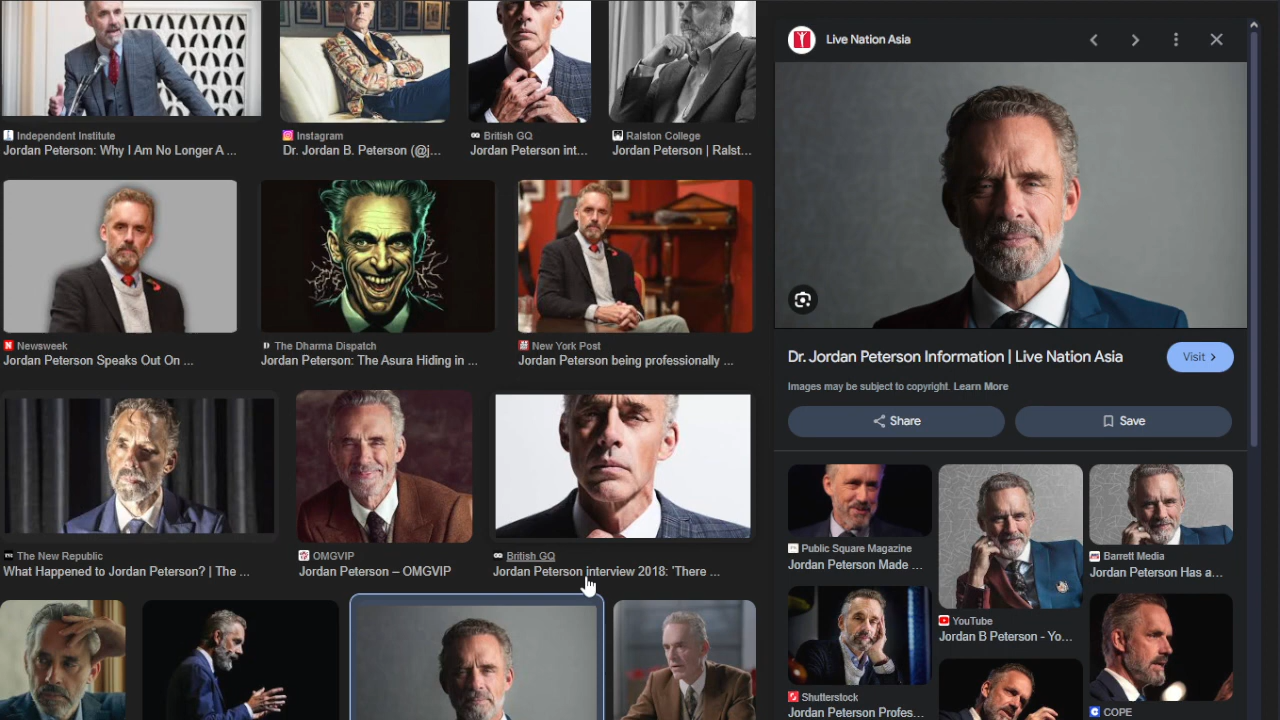 Independent Institute
Jordan Peterson: Why I Am No Longer A ...
Instagram
Dr. Jordan B. Peterson (@j...
British GQ
Jordan Peterson int...
Ralston College
Jordan Peterson | Ralst...
Newsweek
Jordan Peterson Speaks Out On ...
The Dharma Dispatch
Jordan Peterson: The Asura Hiding in ...
New York Post
Jordan Peterson being professionally ...
The New Republic
What Happened to Jordan Peterson? | The ...
OMGVIP
Jordan Peterson – OMGVIP
British GQ
Jordan Peterson interview 2018: 'There ...
Live Nation Asia
Dr. Jordan Peterson Information | Live Nation Asia
Visit
Images may be subject to copyright. Learn More
Share
Save
Public Square Magazine
Jordan Peterson Made ...
YouTube
Jordan B Peterson - Yo...
Barrett Media
Jordan Peterson Has a...
Shutterstock
Jordan Peterson Profes...
COPE